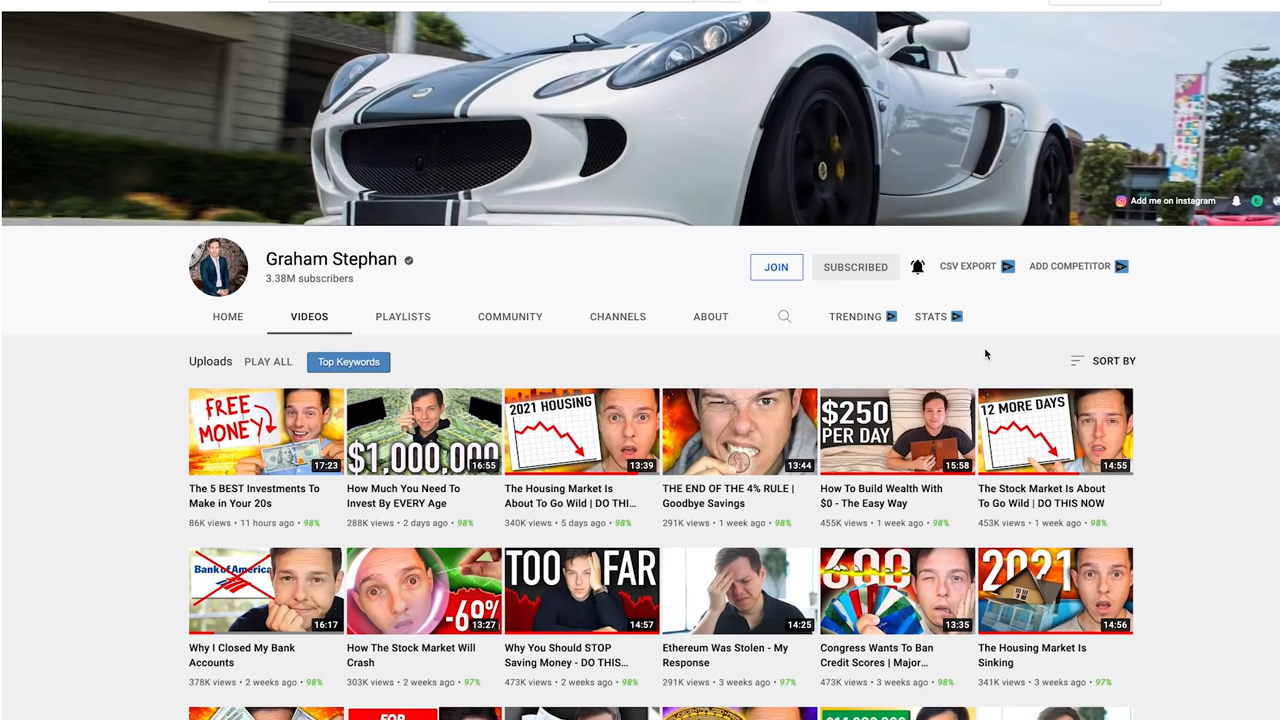 Add me on instagram
Graham Stephan
3.38M subscribers
JOIN
SUBSCRIBED
CSV EXPORT
ADD COMPETITOR
HOME
VIDEOS
PLAYLISTS
COMMUNITY
CHANNELS
ABOUT
TRENDING
STATS
Uploads
PLAY ALL
Top Keywords
SORT BY
FREE
MONEY
17:23
$1,000,000
16:55
2021 HOUSING
13:39
13:44
$250
PER DAY
15:58
12 MORE DAYS
14:55
The 5 BEST Investments To
Make in Your 20s
86K views • 11 hours ago • 98%
How Much You Need To
Invest By EVERY Age
288K views • 2 days ago • 98%
The Housing Market Is
About To Go Wild | DO THI...
340K views • 5 days ago • 98%
THE END OF THE 4% RULE |
Goodbye Savings
291K views • 1 week ago • 98%
How To Build Wealth With
$0 - The Easy Way
455K views • 1 week ago • 98%
The Stock Market Is About
To Go Wild | DO THIS NOW
453K views • 1 week ago • 98%
Bank of America
16:17
-69%
13:27
TOO FAR
14:57
14:25
600
13:35
2021
14:56
Why I Closed My Bank
Accounts
378K views • 2 weeks ago • 98%
How The Stock Market Will
Crash
303K views • 2 weeks ago • 97%
Why You Should STOP
Saving Money - DO THIS...
473K views • 2 weeks ago • 98%
Ethereum Was Stolen - My
Response
291K views • 3 weeks ago • 97%
Congress Wants To Ban
Credit Scores | Major...
473K views • 3 weeks ago • 98%
The Housing Market Is
Sinking
341K views • 3 weeks ago • 97%